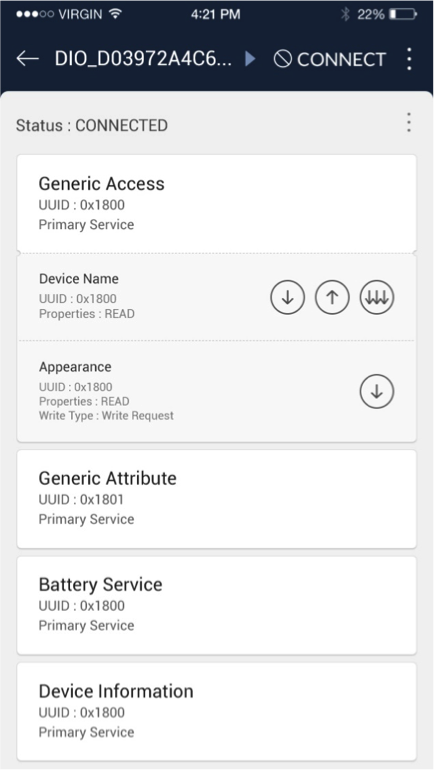 VIRGIN 4:21 PM 22%
DIO_D03972A4C6... CONNECT
Status : CONNECTED
Generic Access
UUID : 0x1800
Primary Service
Device Name
UUID : 0x1800
Properties : READ
Appearance
UUID : 0x1800
Properties : READ
Write Type : Write Request
Generic Attribute
UUID : 0x1801
Primary Service
Battery Service
UUID : 0x1800
Primary Service
Device Information
UUID : 0x1800
Primary Service